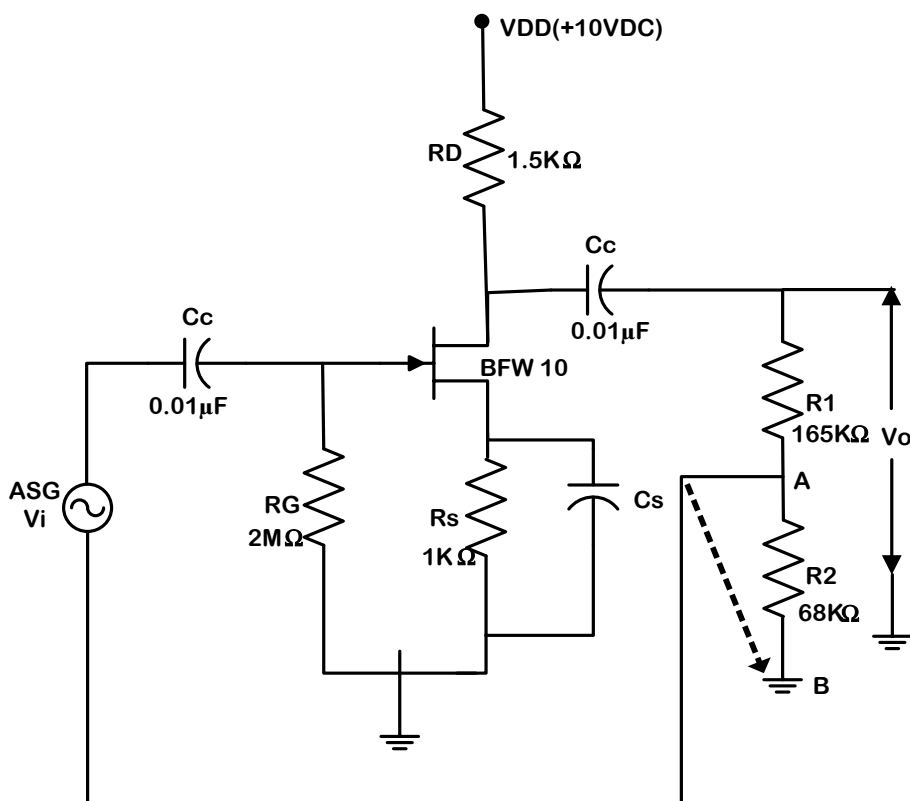 VDD(+10VDC)
RD
1.5KΩ
Cc
0.01μF
Cc
0.01μF
BFW 10
R1
165KΩ
Vo
A
ASG
Vi
RG
2MΩ
Rs
1KΩ
Cs
R2
68KΩ
B